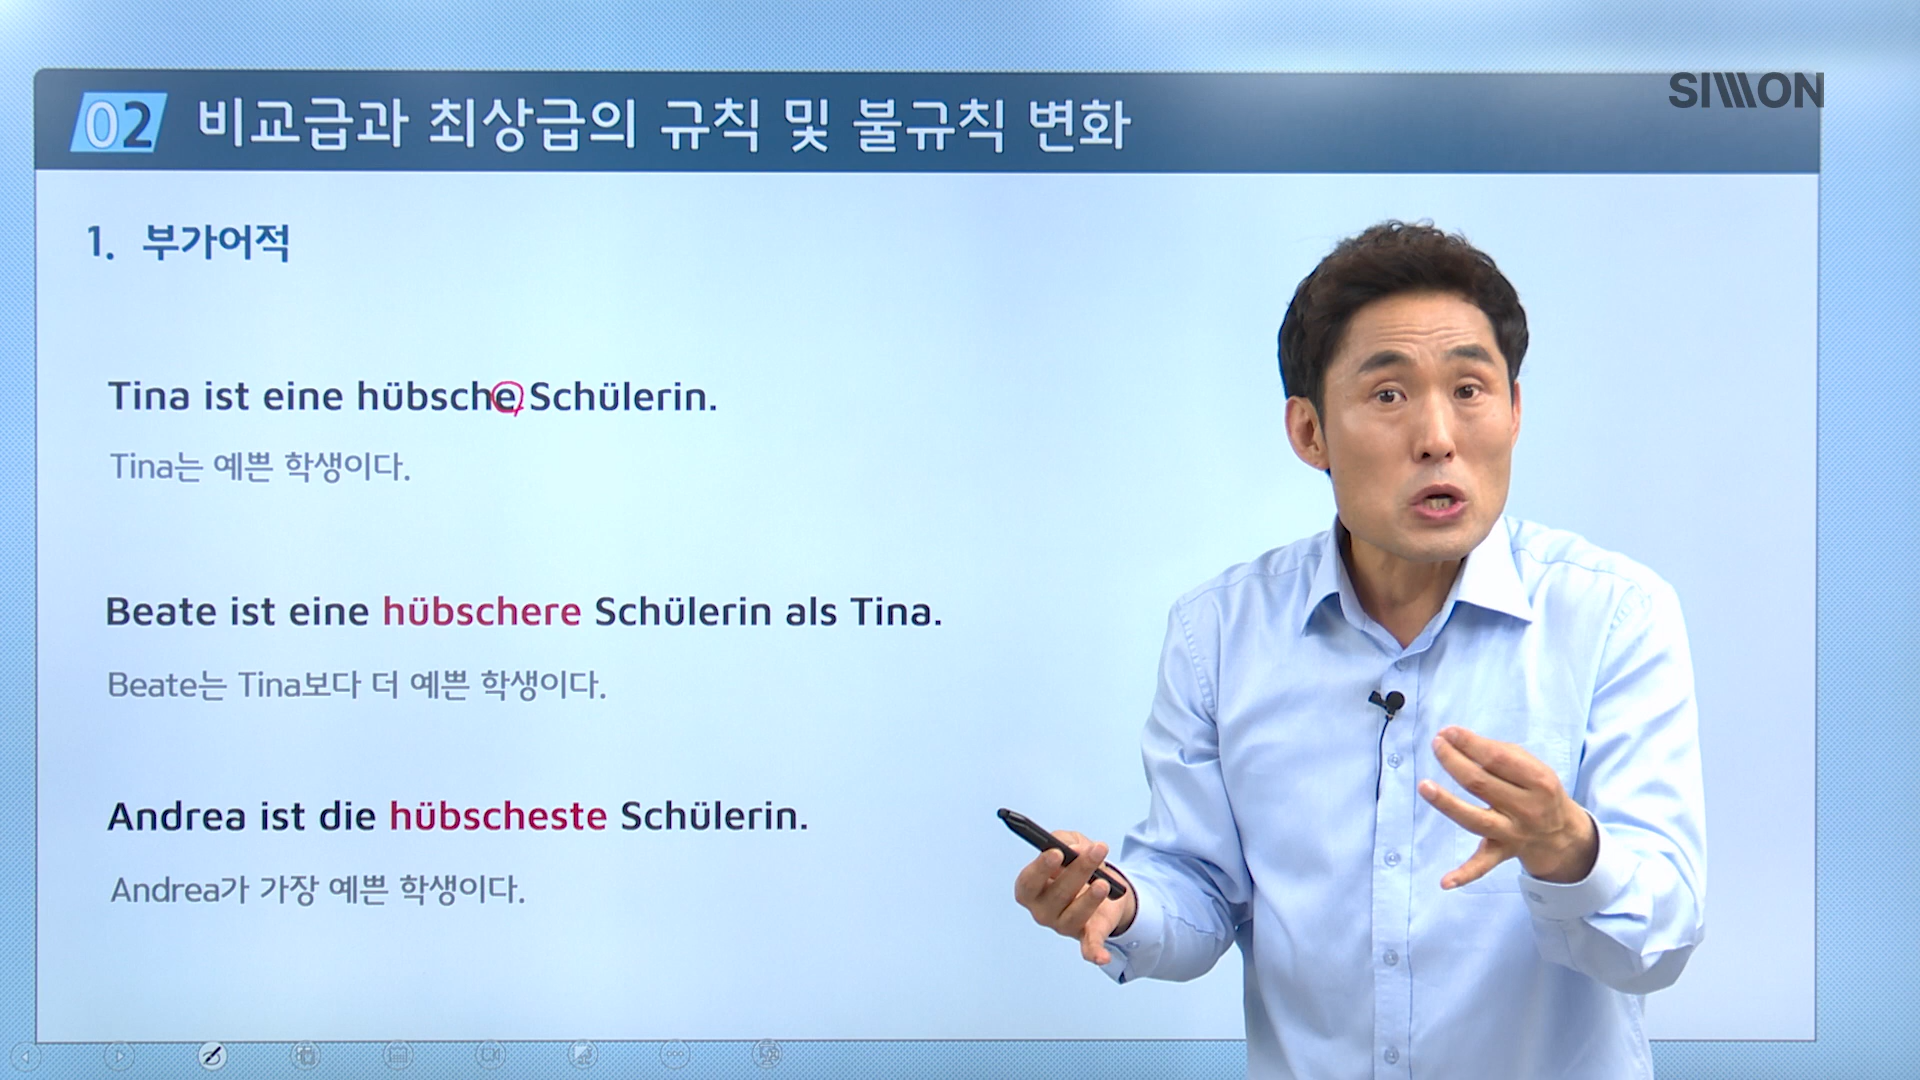 SIWON
02 비교급과 최상급의 규칙 및 불규칙 변화
1. 부가어적
Tina ist eine hübsche Schülerin.
Tina는 예쁜 학생이다.
Beate ist eine hübschere Schülerin als Tina.
Beate는 Tina보다 더 예쁜 학생이다.
Andrea ist die hübscheste Schülerin.
Andrea가 가장 예쁜 학생이다.